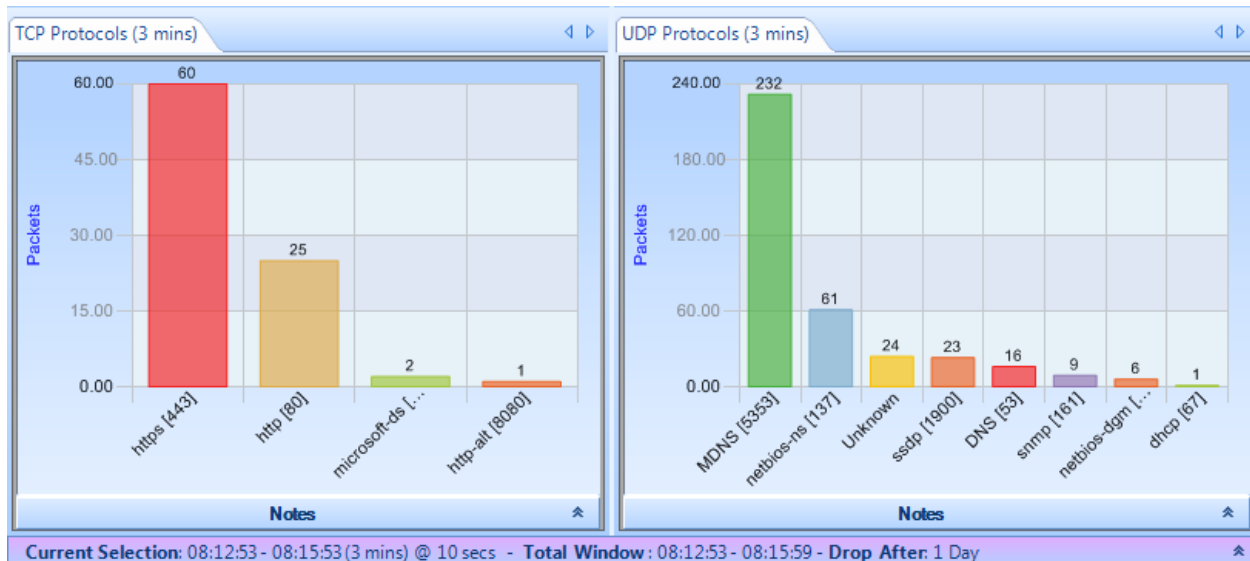 TCP Protocols (3 mins)
60.00
45.00
30.00
15.00
0.00
Packets
60
25
2
1
https [443]
http [80]
microsoft-ds [...
http-alt [8080]
Notes
UDP Protocols (3 mins)
240.00
180.00
120.00
60.00
0.00
Packets
232
61
24
23
16
9
6
1
MDNS [5353]
netbios-ns [137]
Unknown
ssdp [1900]
DNS [53]
snmp [161]
netbios-dgm [...
dhcp [67]
Notes
Current Selection: 08:12:53 - 08:15:53 (3 mins) @ 10 secs - Total Window : 08:12:53 - 08:15:59 - Drop After: 1 Day